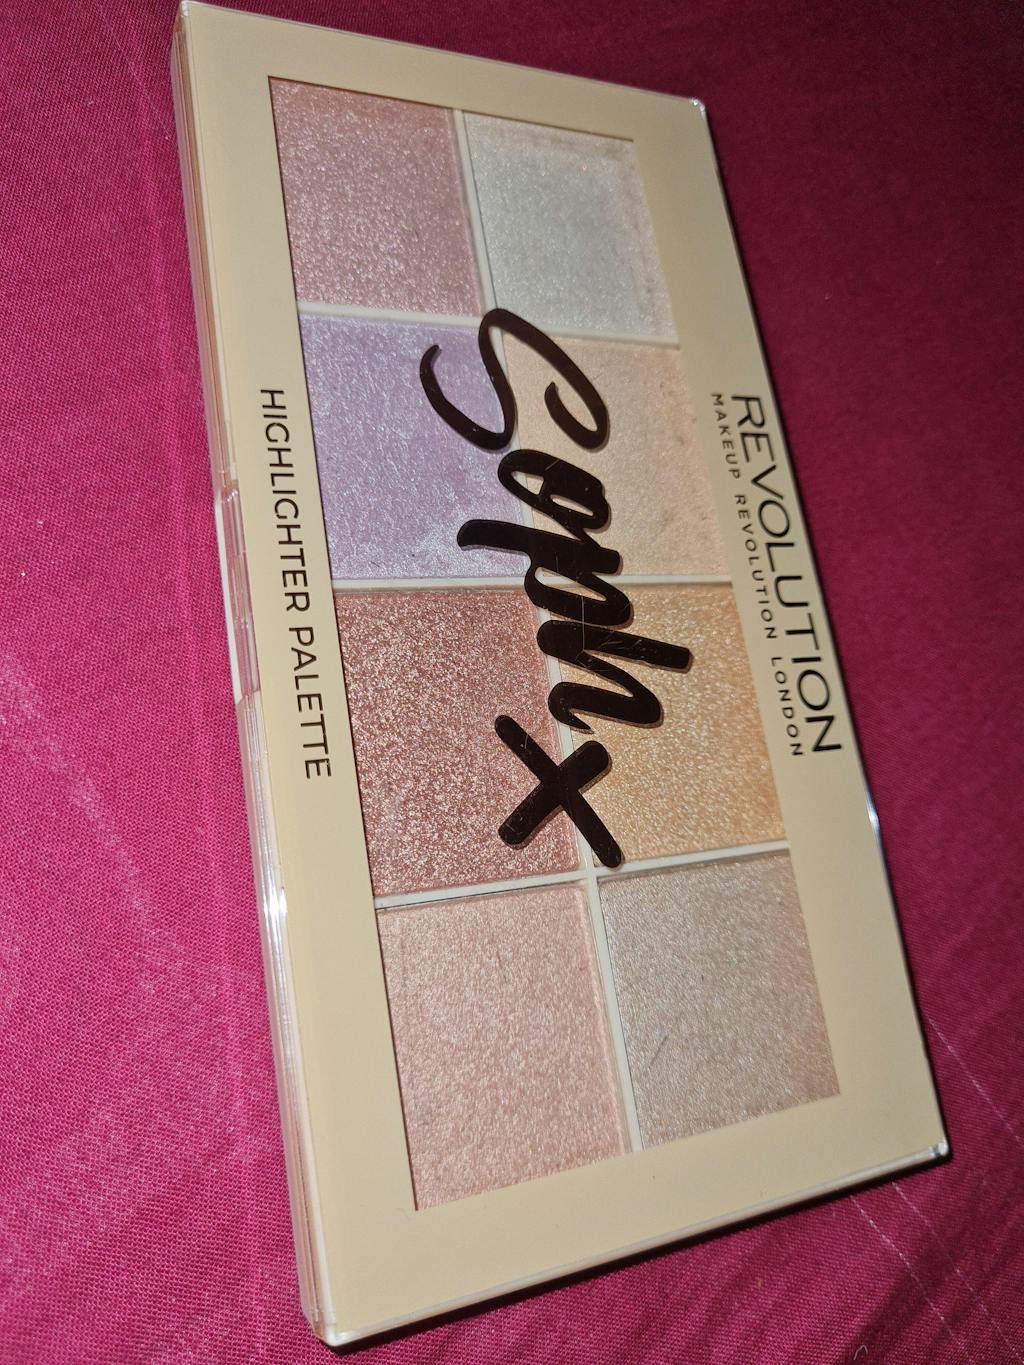 REVOLUTION
MAKEUP REVOLUTION LONDON
Soph x
HIGHLIGHTER PALETTE